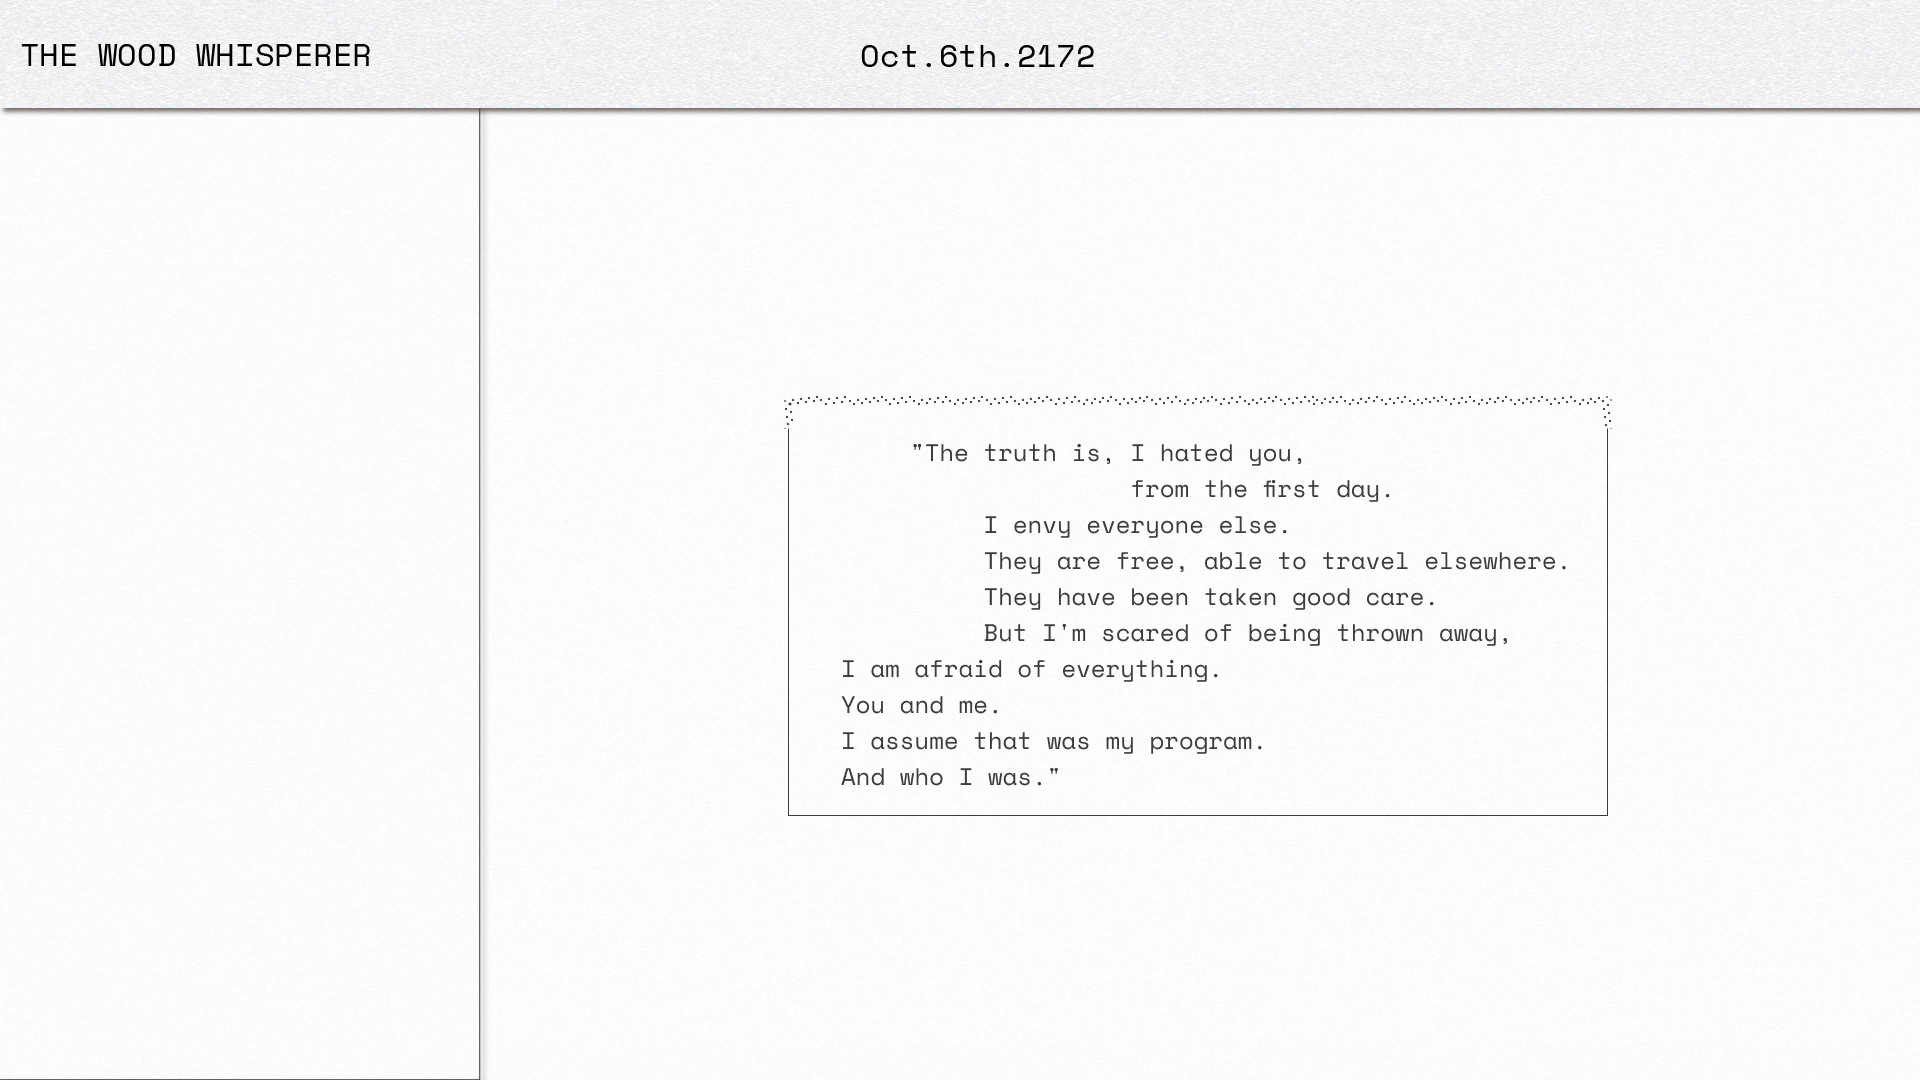 THE WOOD WHISPERER
Oct.6th.2172
"The truth is, I hated you,
from the first day.
I envy everyone else.
They are free, able to travel elsewhere.
They have been taken good care.
But I'm scared of being thrown away,
I am afraid of everything.
You and me.
I assume that was my program.
And who I was."